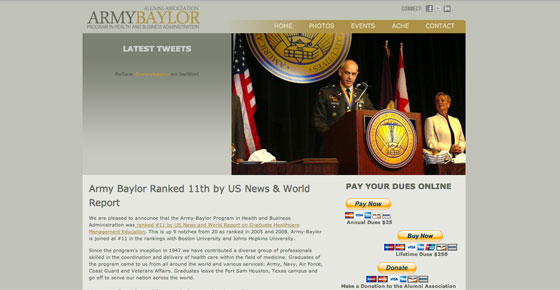 ALUMNI ASSOCIATION
ARMYBAYLOR
PROGRAM IN HEALTH AND BUSINESS ADMINISTRATION
CONNECT:
HOME PHOTOS EVENTS ACHE CONTACT
LATEST TWEETS
Follow on twitter!
Army Baylor Ranked 11th by US News & World
Report
We are pleased to announce that the Army-Baylor Program in Health and Business
Administration was ranked #11 by US News and World Report on Graduate Healthcare
Management Education. This is up 9 notches from 20 as ranked in 2005 and 2008. Army-Baylor
is joined at #11 in the rankings with Boston University and Johns Hopkins University.
Since the program's inception in 1947 we have contributed a diverse group of professionals
skilled in the coordination and delivery of health care within the field of medicine. Graduates of
the program come to us from all around the world and various services: Army, Navy, Air Force,
Coast Guard and Veterans Affairs. Graduates leave the Fort Sam Houston, Texas campus and
go off to serve our nation across the world.
PAY YOUR DUES ONLINE
Pay Now
Annual Dues $25
Buy Now
Lifetime Dues $250
Donate
Make a Donation to the Alumni Association